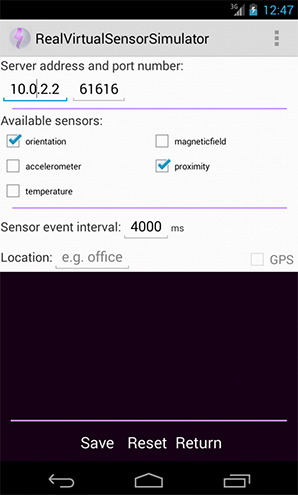 3G 12:47
RealVirtualSensorSimulator
Server address and port number:
10.0.2.2 61616
Available sensors:
orientation magneticfield
accelerometer proximity
temperature
Sensor event interval: 4000 ms
Location: e.g. office GPS
Save Reset Return